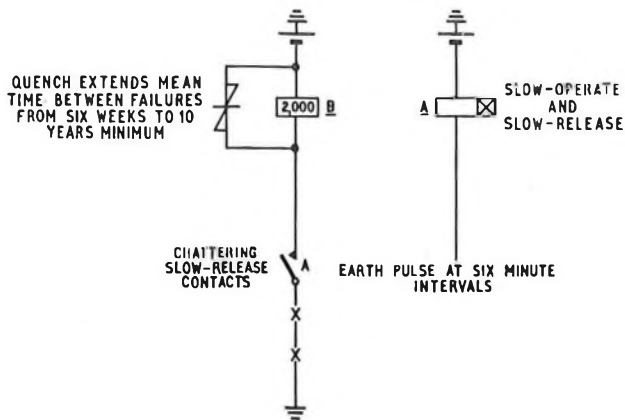 QUENCH EXTENDS MEAN
TIME BETWEEN FAILURES
FROM SIX WEEKS TO 10
YEARS MINIMUM
2,000 B
A
SLOW-OPERATE
AND
SLOW-RELEASE
CHATTERING
SLOW-RELEASE
CONTACTS
A
EARTH PULSE AT SIX MINUTE
INTERVALS
X
X